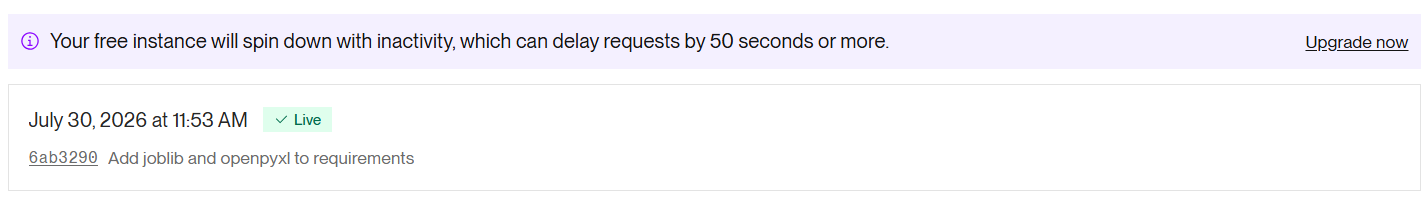 Your free instance will spin down with inactivity, which can delay requests by 50 seconds or more.
Upgrade now
July 30, 2026 at 11:53 AM
Live
6ab3290 Add joblib and openpyxl to requirements